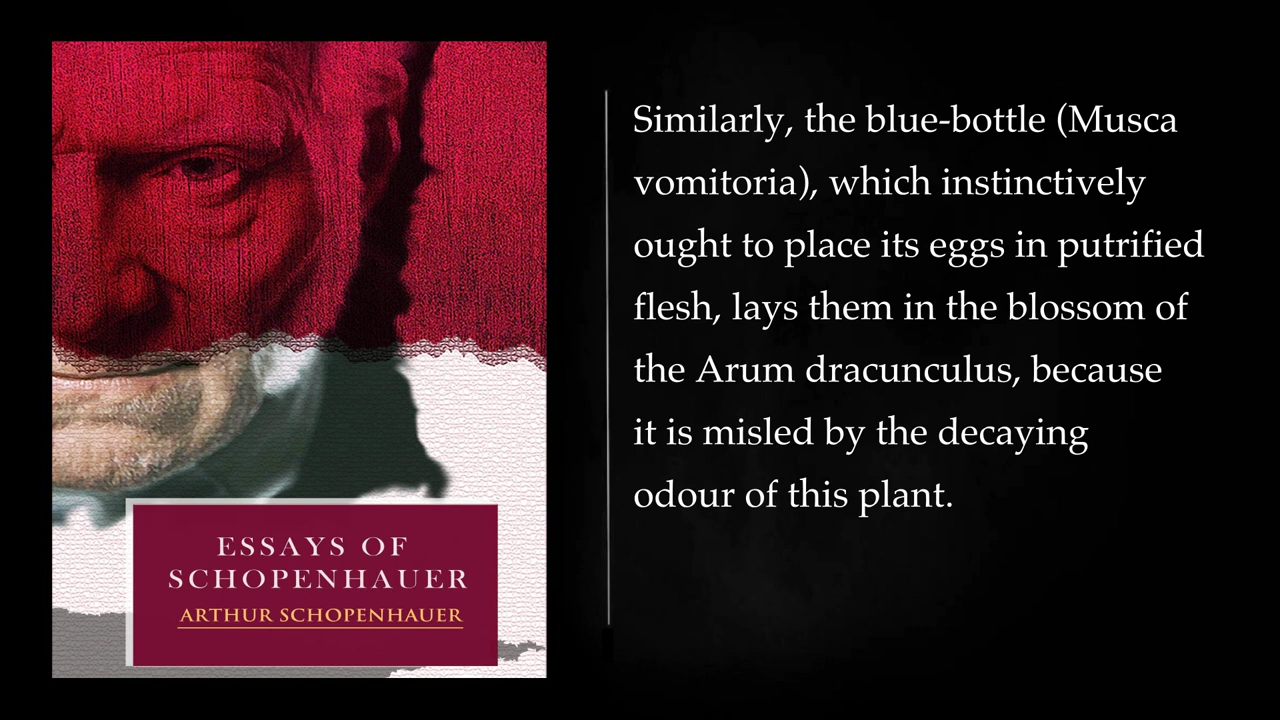 ESSAYS OF
SCHOPENHAUER
ARTHUR SCHOPENHAUER
Similarly, the blue-bottle (Musca
vomitoria), which instinctively
ought to place its eggs in putrified
flesh, lays them in the blossom of
the Arum dracunculus, because
it is misled by the decaying
odour of this plant.